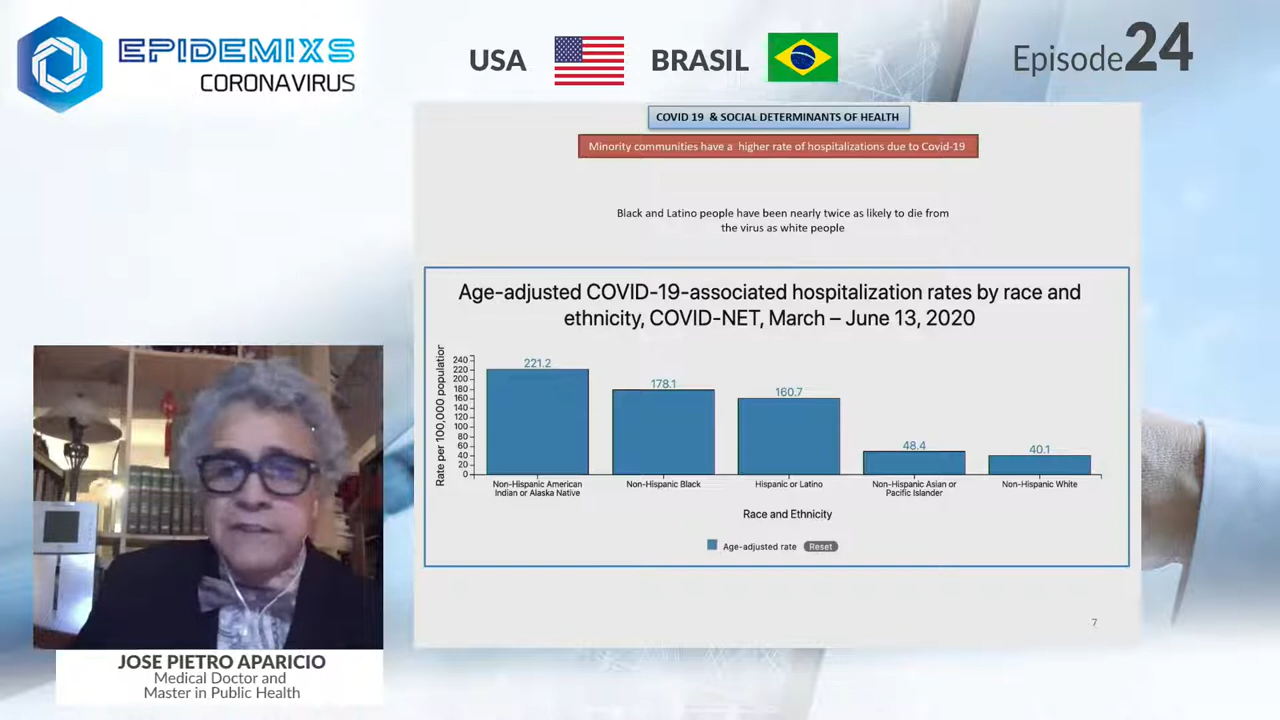 EPIDEMIXS
CORONAVIRUS
USA
BRASIL
Episode24
COVID 19 & SOCIAL DETERMINANTS OF HEALTH
Minority communities have a higher rate of hospitalizations due to Covid-19
Black and Latino people have been nearly twice as likely to die from
the virus as white people
Age-adjusted COVID-19-associated hospitalization rates by race and
ethnicity, COVID-NET, March – June 13, 2020
Rate per 100,000 population
240
220
200
180
160
140
120
100
80
60
40
20
0
221.2
178.1
160.7
48.4
40.1
Non-Hispanic American
Indian or Alaska Native
Non-Hispanic Black
Hispanic or Latino
Non-Hispanic Asian or
Pacific Islander
Non-Hispanic White
Race and Ethnicity
Age-adjusted rate
Reset
7
JOSE PIETRO APARICIO
Medical Doctor and
Master in Public Health